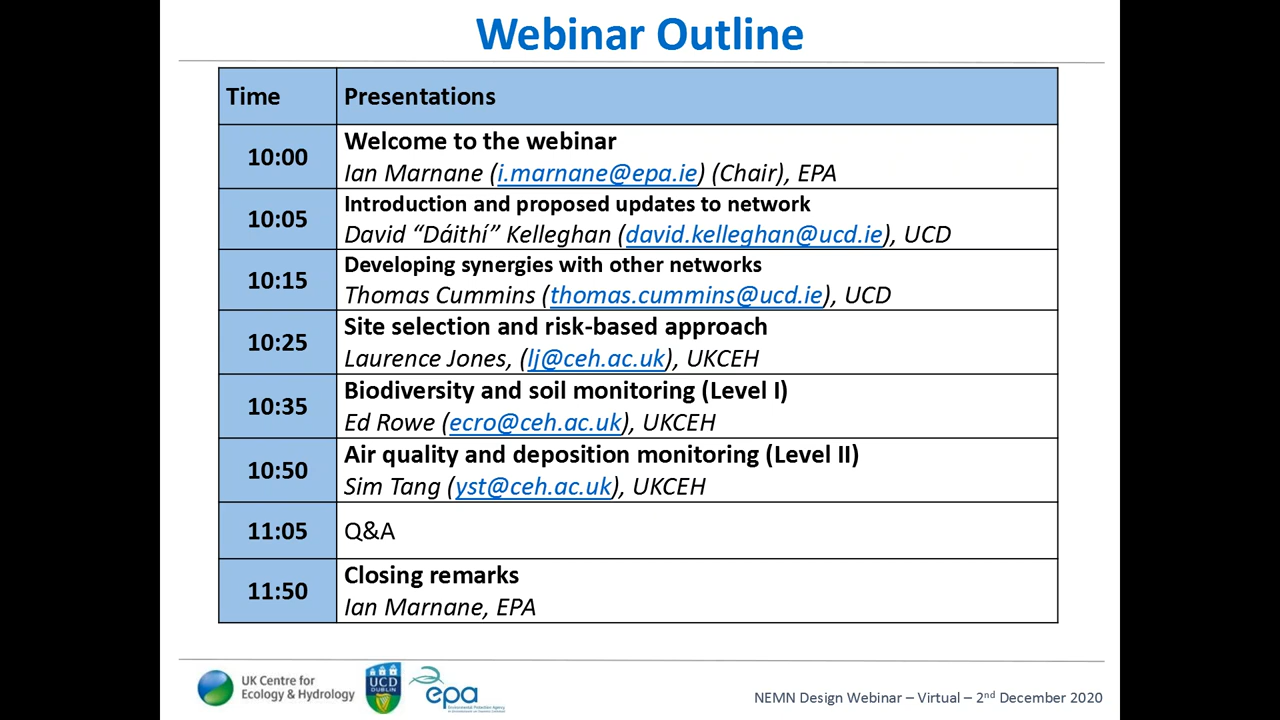 Webinar Outline
Time
Presentations
10:00
Welcome to the webinar
Ian Marnane (i.marnane@epa.ie) (Chair), EPA
10:05
Introduction and proposed updates to network
David “Dáithí” Kelleghan (david.kelleghan@ucd.ie), UCD
10:15
Developing synergies with other networks
Thomas Cummins (thomas.cummins@ucd.ie), UCD
10:25
Site selection and risk-based approach
Laurence Jones, (lj@ceh.ac.uk), UKCEH
10:35
Biodiversity and soil monitoring (Level I)
Ed Rowe (ecro@ceh.ac.uk), UKCEH
10:50
Air quality and deposition monitoring (Level II)
Sim Tang (yst@ceh.ac.uk), UKCEH
11:05
Q&A
11:50
Closing remarks
Ian Marnane, EPA
UK Centre for
Ecology & Hydrology
UCD
DUBLIN
epa
Environmental Protection Agency
NEMN Design Webinar – Virtual – 2nd December 2020